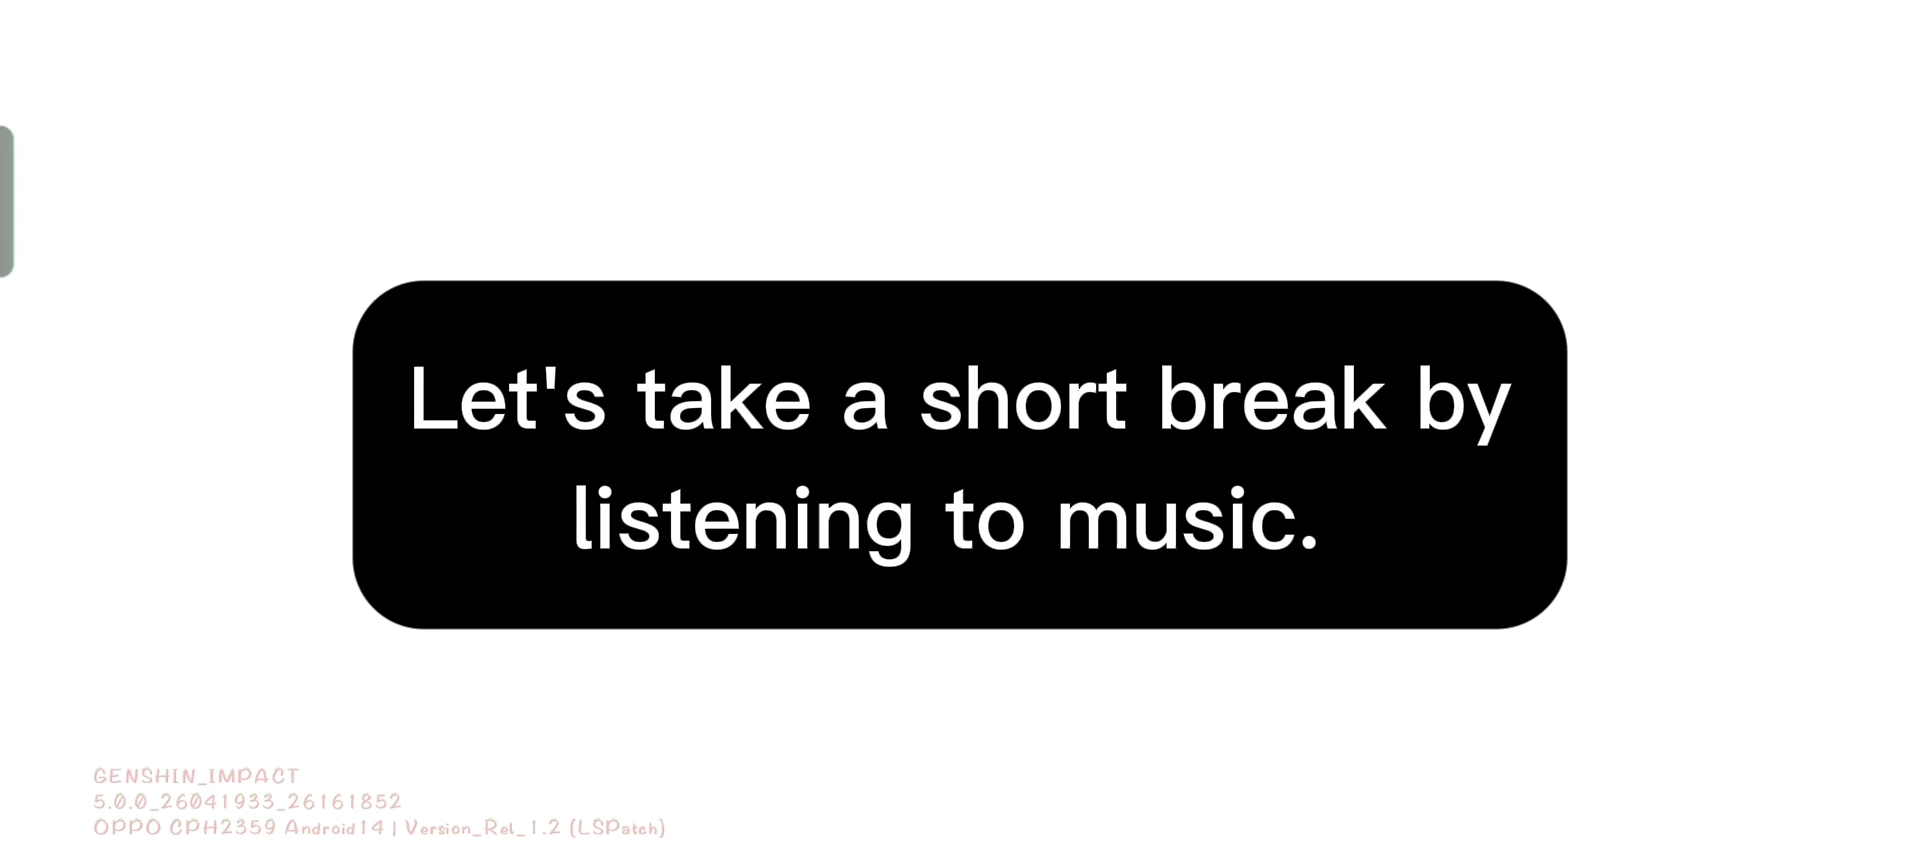 Let's take a short break by
listening to music.
GENSHIN_IMPACT
5.0.0_26041933_26161852
OPPO CPH2359 Android14 | Version_Rel_1.2 (LSPatch)